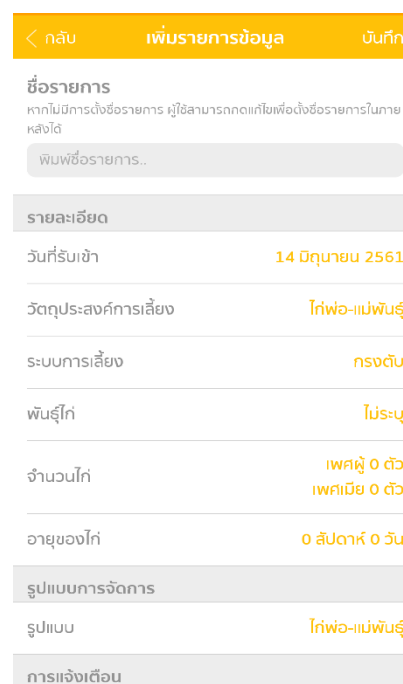 กลับ เพิ่มรายการข้อมูล บันทึก
ชื่อรายการ
หากไม่มีการตั้งชื่อรายการ ผู้ใช้สามารถกดแก้ไขเพื่อตั้งชื่อรายการในภาย
หลังได้
พิมพ์ชื่อรายการ..
รายละเอียด
วันที่รับเข้า 14 มิถุนายน 2561
วัตถุประสงค์การเลี้ยง ไก่พ่อ-แม่พันธุ์
ระบบการเลี้ยง กรงตับ
พันธุ์ไก่ ไม่ระบุ
จำนวนไก่ เพศผู้ 0 ตัว
เพศเมีย 0 ตัว
อายุของไก่ 0 สัปดาห์ 0 วัน
รูปแบบการจัดการ
รูปแบบ ไก่พ่อ-แม่พันธุ์
การแจ้งเตือน